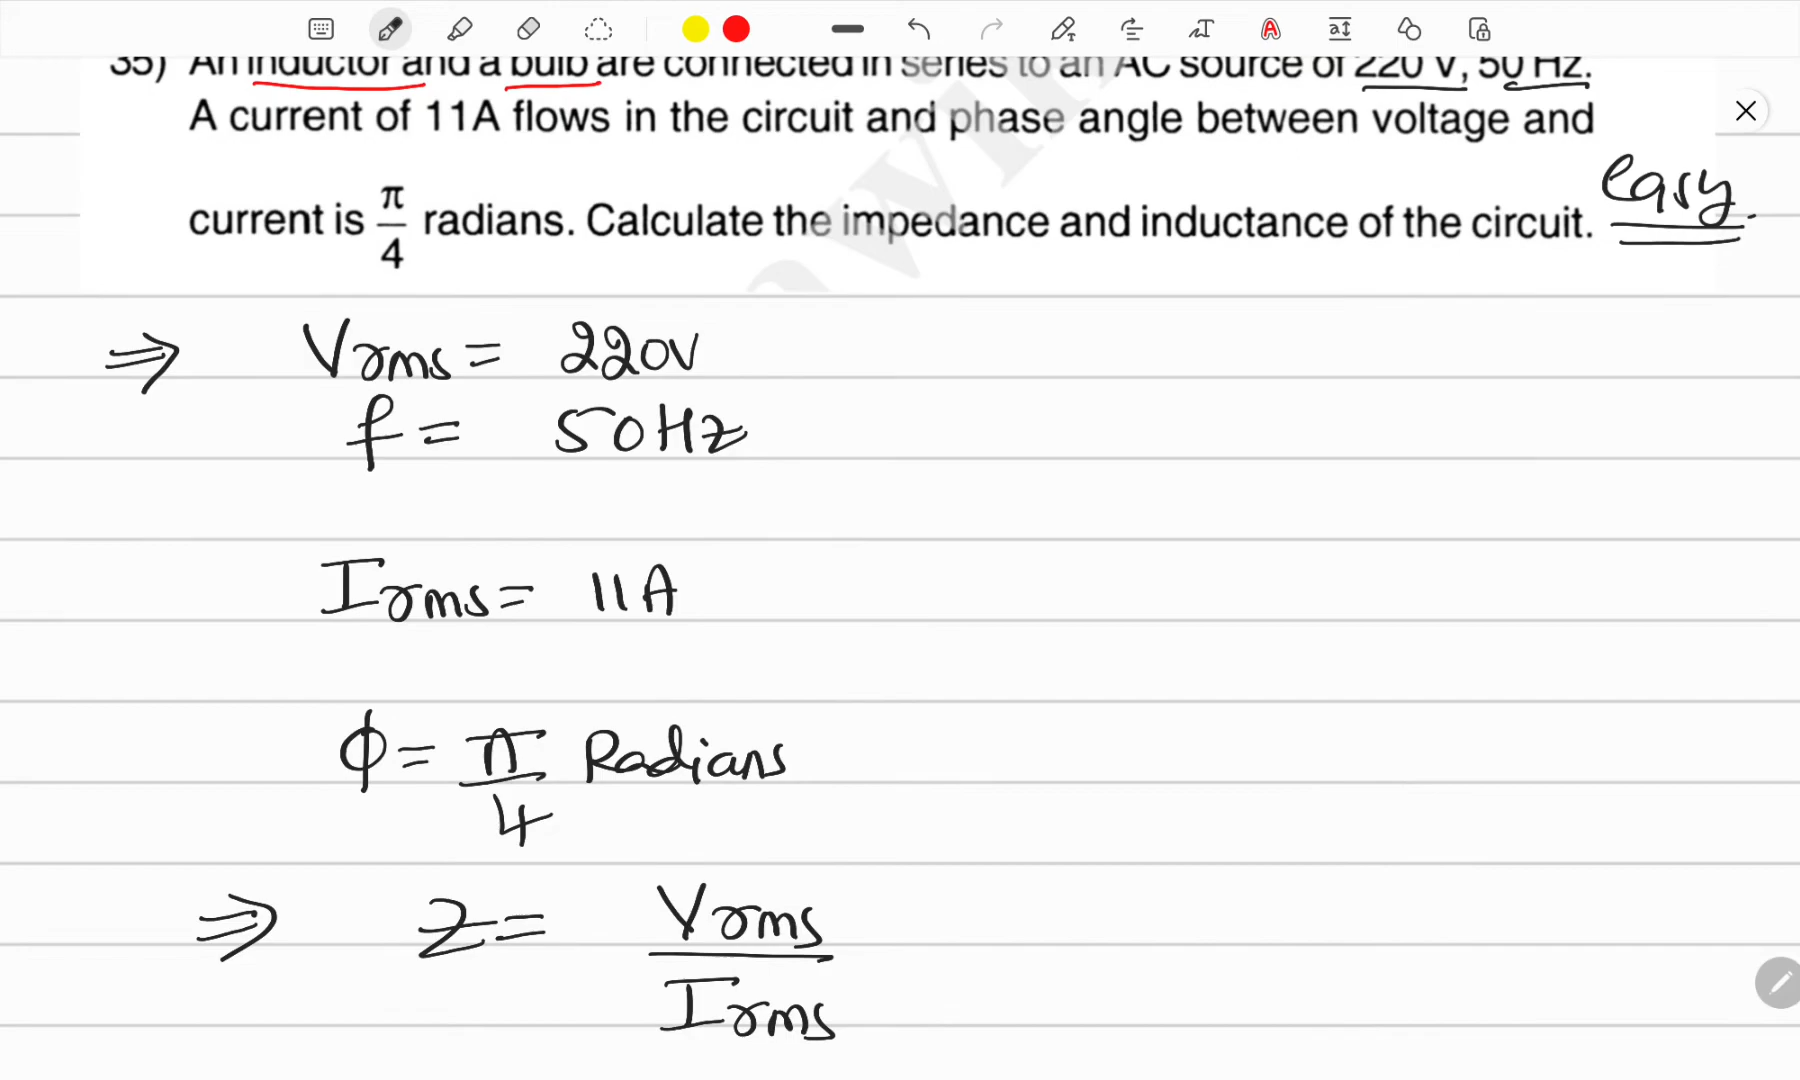 35) An inductor and a bulb are connected in series to an AC source of 220 V, 50 Hz.
A current of 11A flows in the circuit and phase angle between voltage and
current is π/4 radians. Calculate the impedance and inductance of the circuit.
easy.
⇒ Vrms = 220V
f = 50Hz
Irms = 11A
ϕ = π/4 Radians
⇒ Z = Vrms/Irms